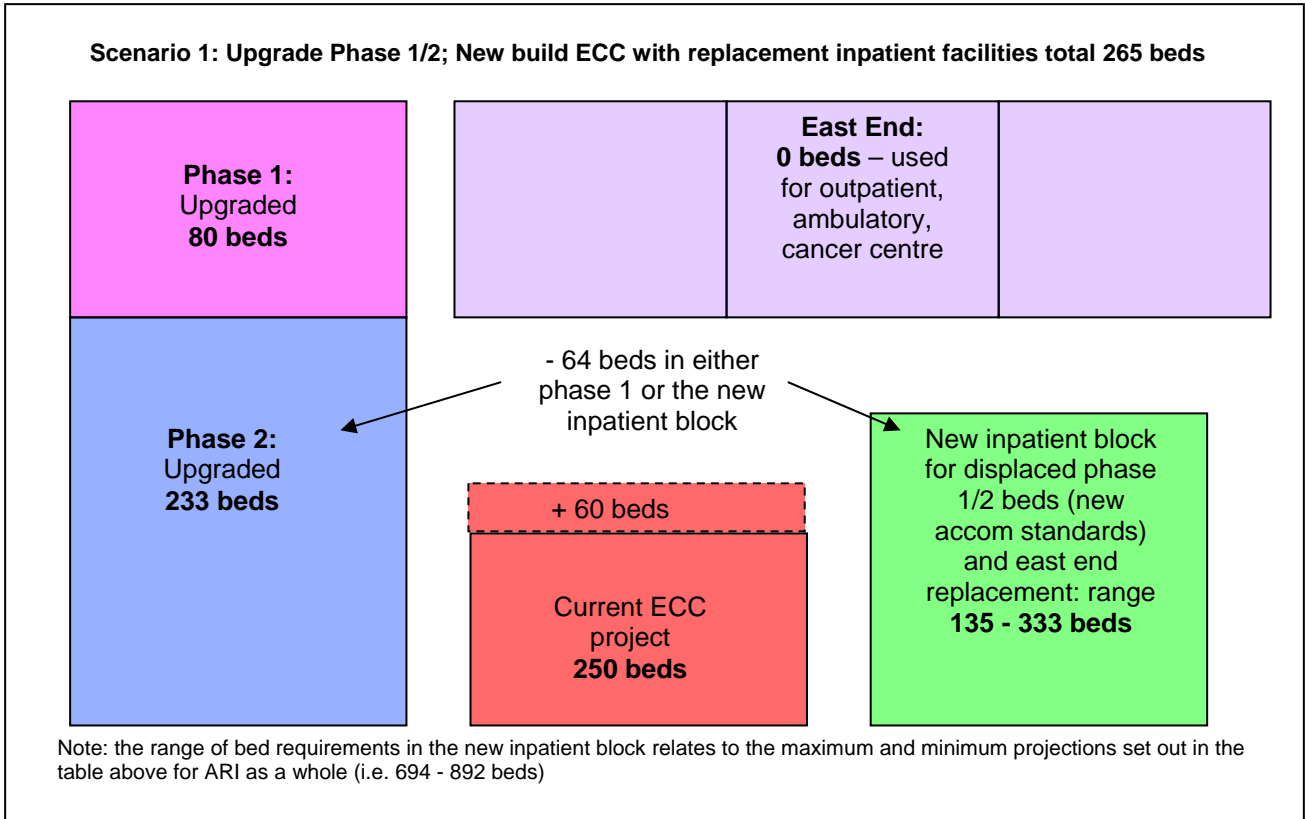 Scenario 1: Upgrade Phase 1/2; New build ECC with replacement inpatient facilities total 265 beds
Phase 1:
Upgraded
80 beds
East End:
0 beds – used
for outpatient,
ambulatory,
cancer centre
- 64 beds in either
phase 1 or the new
inpatient block
Phase 2:
Upgraded
233 beds
+ 60 beds
Current ECC
project
250 beds
New inpatient block
for displaced phase
1/2 beds (new
accom standards)
and east end
replacement: range
135 - 333 beds
Note: the range of bed requirements in the new inpatient block relates to the maximum and minimum projections set out in the
table above for ARI as a whole (i.e. 694 - 892 beds)